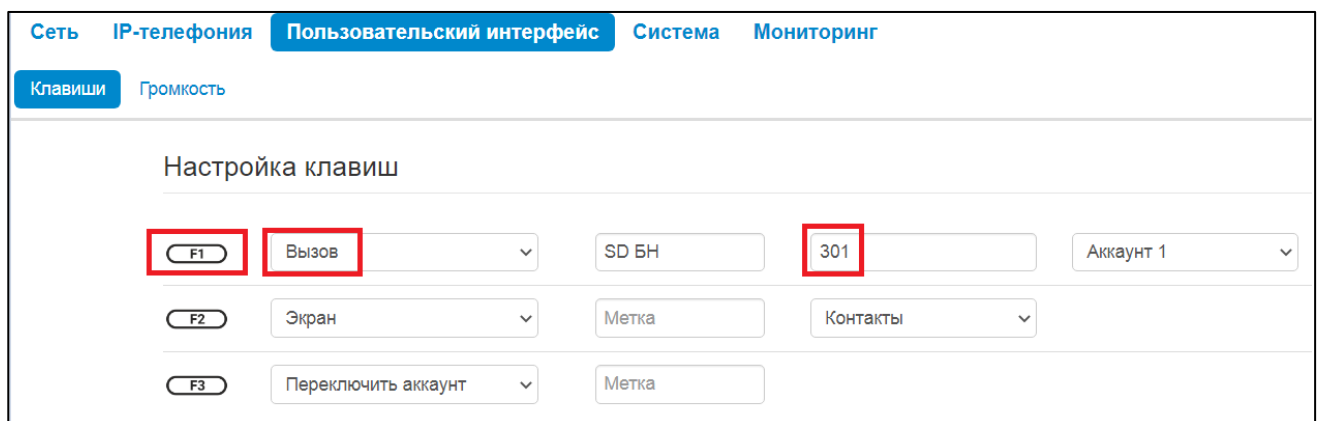 Сеть IP-телефония Пользовательский интерфейс Система Мониторинг
Клавиши Громкость
Настройка клавиш
F1 Вызов SD БН 301 Аккаунт 1
F2 Экран Метка Контакты
F3 Переключить аккаунт Метка